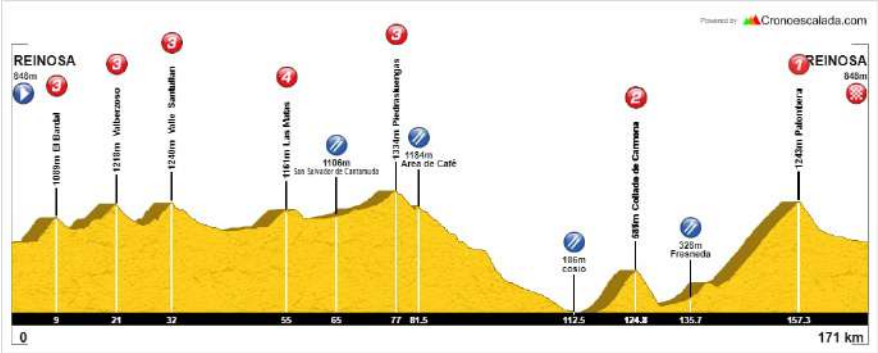 Powered by Cronoescalada.com
REINOSA
848m
3
1089m El Bardal
3
1218m Valberzoso
3
1240m Valle Santullan
4
1161m Las Matas
1106m
San Salvador de Cantamuda
3
1334m Piedrasluengas
1184m
Area de Café
186m
cosio
2
589m Collada de Carmona
328m
Fresneda
1
1243m Palombera
REINOSA
848m
9
21
32
55
65
77
81.5
112.5
124.8
135.7
157.3
0
171 km